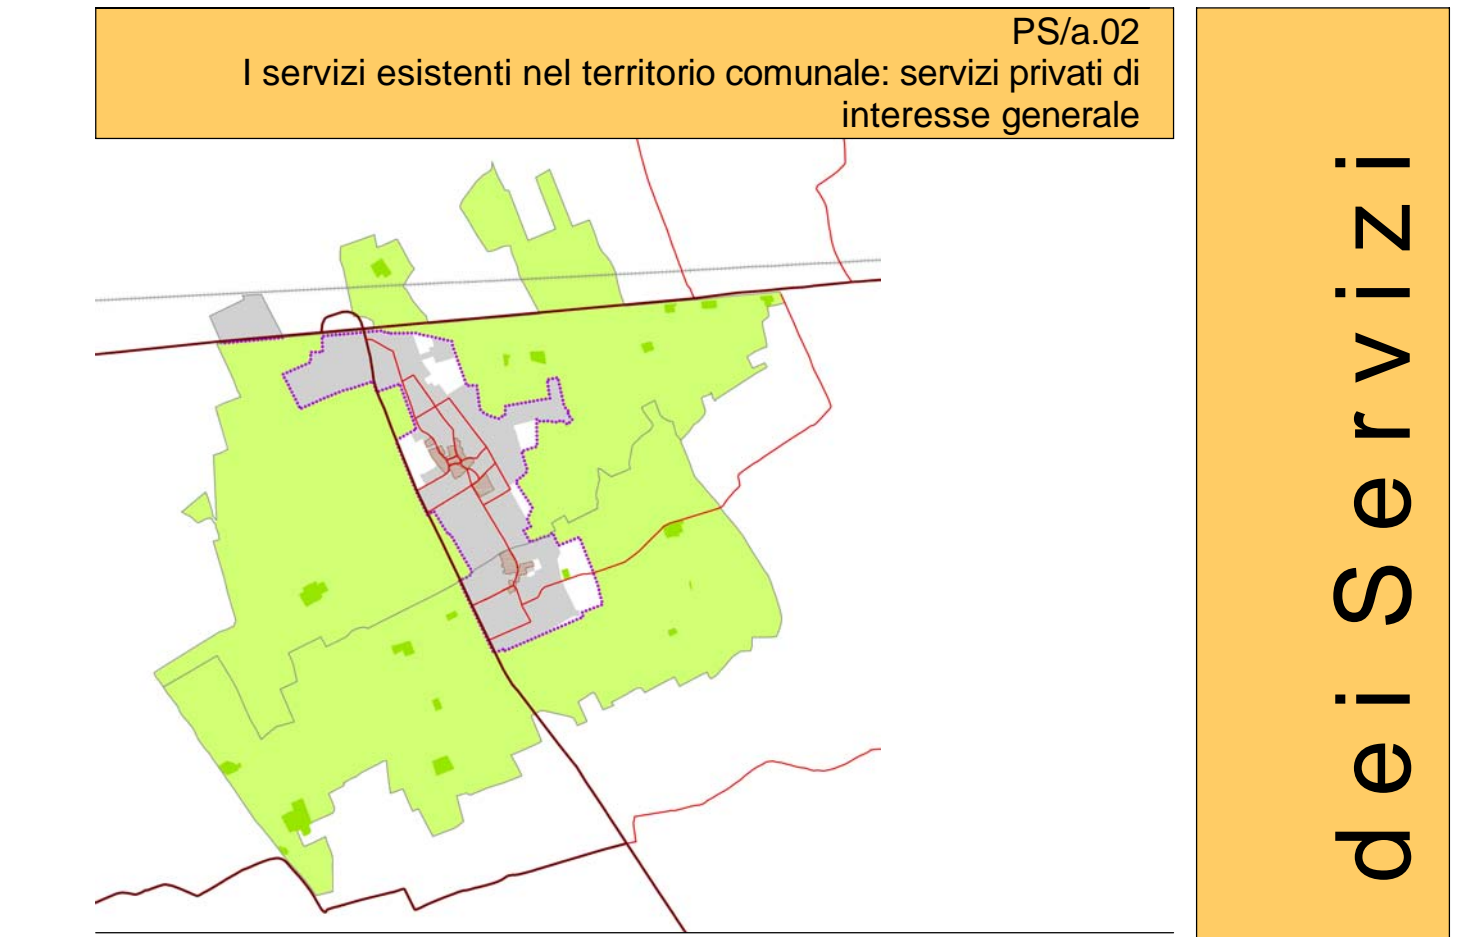 PS/a.02
I servizi esistenti nel territorio comunale: servizi privati di
interesse generale
dei Servizi